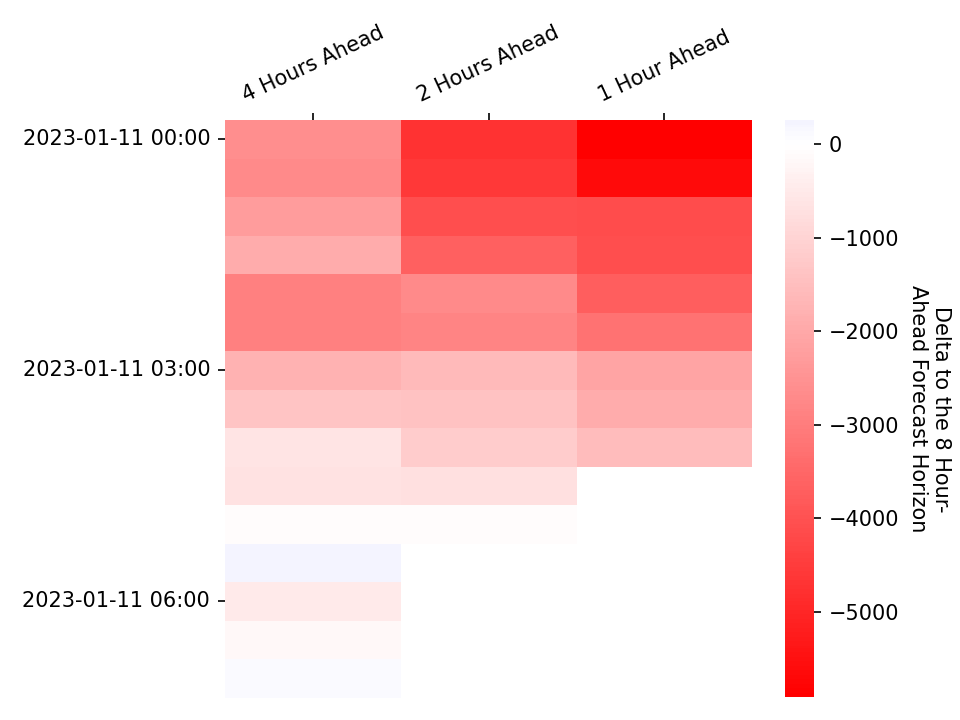 4 Hours Ahead
2 Hours Ahead
1 Hour Ahead
2023-01-11 00:00
2023-01-11 03:00
2023-01-11 06:00
0
−1000
−2000
−3000
−4000
−5000
Delta to the 8 Hour-
Ahead Forecast Horizon